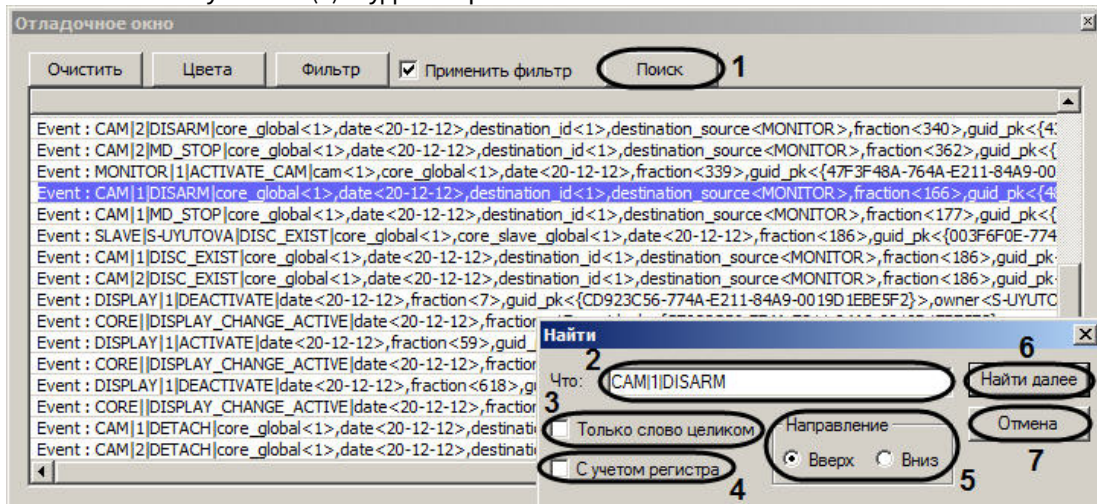 Отладочное окно
Очистить Цвета Фильтр Применить фильтр Поиск 1
Event : CAM|2|DISARM|core_global<1>,date<20-12-12>,destination_id<1>,destination_source<MONITOR>,fraction<340>,guid_pk<{4
Event : CAM|2|MD_STOP|core_global<1>,date<20-12-12>,destination_id<1>,destination_source<MONITOR>,fraction<362>,guid_pk<{
Event : MONITOR|1|ACTIVATE_CAM|cam<1>,core_global<1>,date<20-12-12>,fraction<339>,guid_pk<{47F3F48A-764A-E211-84A9-00
Event : CAM|1|DISARM|core_global<1>,date<20-12-12>,destination_id<1>,destination_source<MONITOR>,fraction<166>,guid_pk<{48
Event : CAM|1|MD_STOP|core_global<1>,date<20-12-12>,destination_id<1>,destination_source<MONITOR>,fraction<177>,guid_pk<{
Event : SLAVE|S-UYUTOVA|DISC_EXIST|core_global<1>,core_slave_global<1>,date<20-12-12>,fraction<186>,guid_pk<{003F6F0E-774
Event : CAM|1|DISC_EXIST|core_global<1>,date<20-12-12>,destination_id<1>,destination_source<MONITOR>,fraction<186>,guid_pk
Event : CAM|2|DISC_EXIST|core_global<1>,date<20-12-12>,destination_id<1>,destination_source<MONITOR>,fraction<186>,guid_pk
Event : DISPLAY|1|DEACTIVATE|date<20-12-12>,fraction<7>,guid_pk<{CD923C56-774A-E211-84A9-0019D1EBE5F2}>,owner<S-UYUTO
Event : CORE||DISPLAY_CHANGE_ACTIVE|date<20-12-12>,fraction
Event : DISPLAY|1|ACTIVATE|date<20-12-12>,fraction<59>,guid_
Event : CORE||DISPLAY_CHANGE_ACTIVE|date<20-12-12>,fraction
Event : DISPLAY|1|DEACTIVATE|date<20-12-12>,fraction<618>,gu
Event : CORE||DISPLAY_CHANGE_ACTIVE|date<20-12-12>,fraction
Event : CAM|1|DETACH|core_global<1>,date<20-12-12>,destinatio
Event : CAM|2|DETACH|core_global<1>,date<20-12-12>,destinati
Найти
2 6
Что: CAM|1|DISARM Найти далее
3
Только слово целиком Направление Отмена
С учетом регистра Вверх Вниз 7
4 5